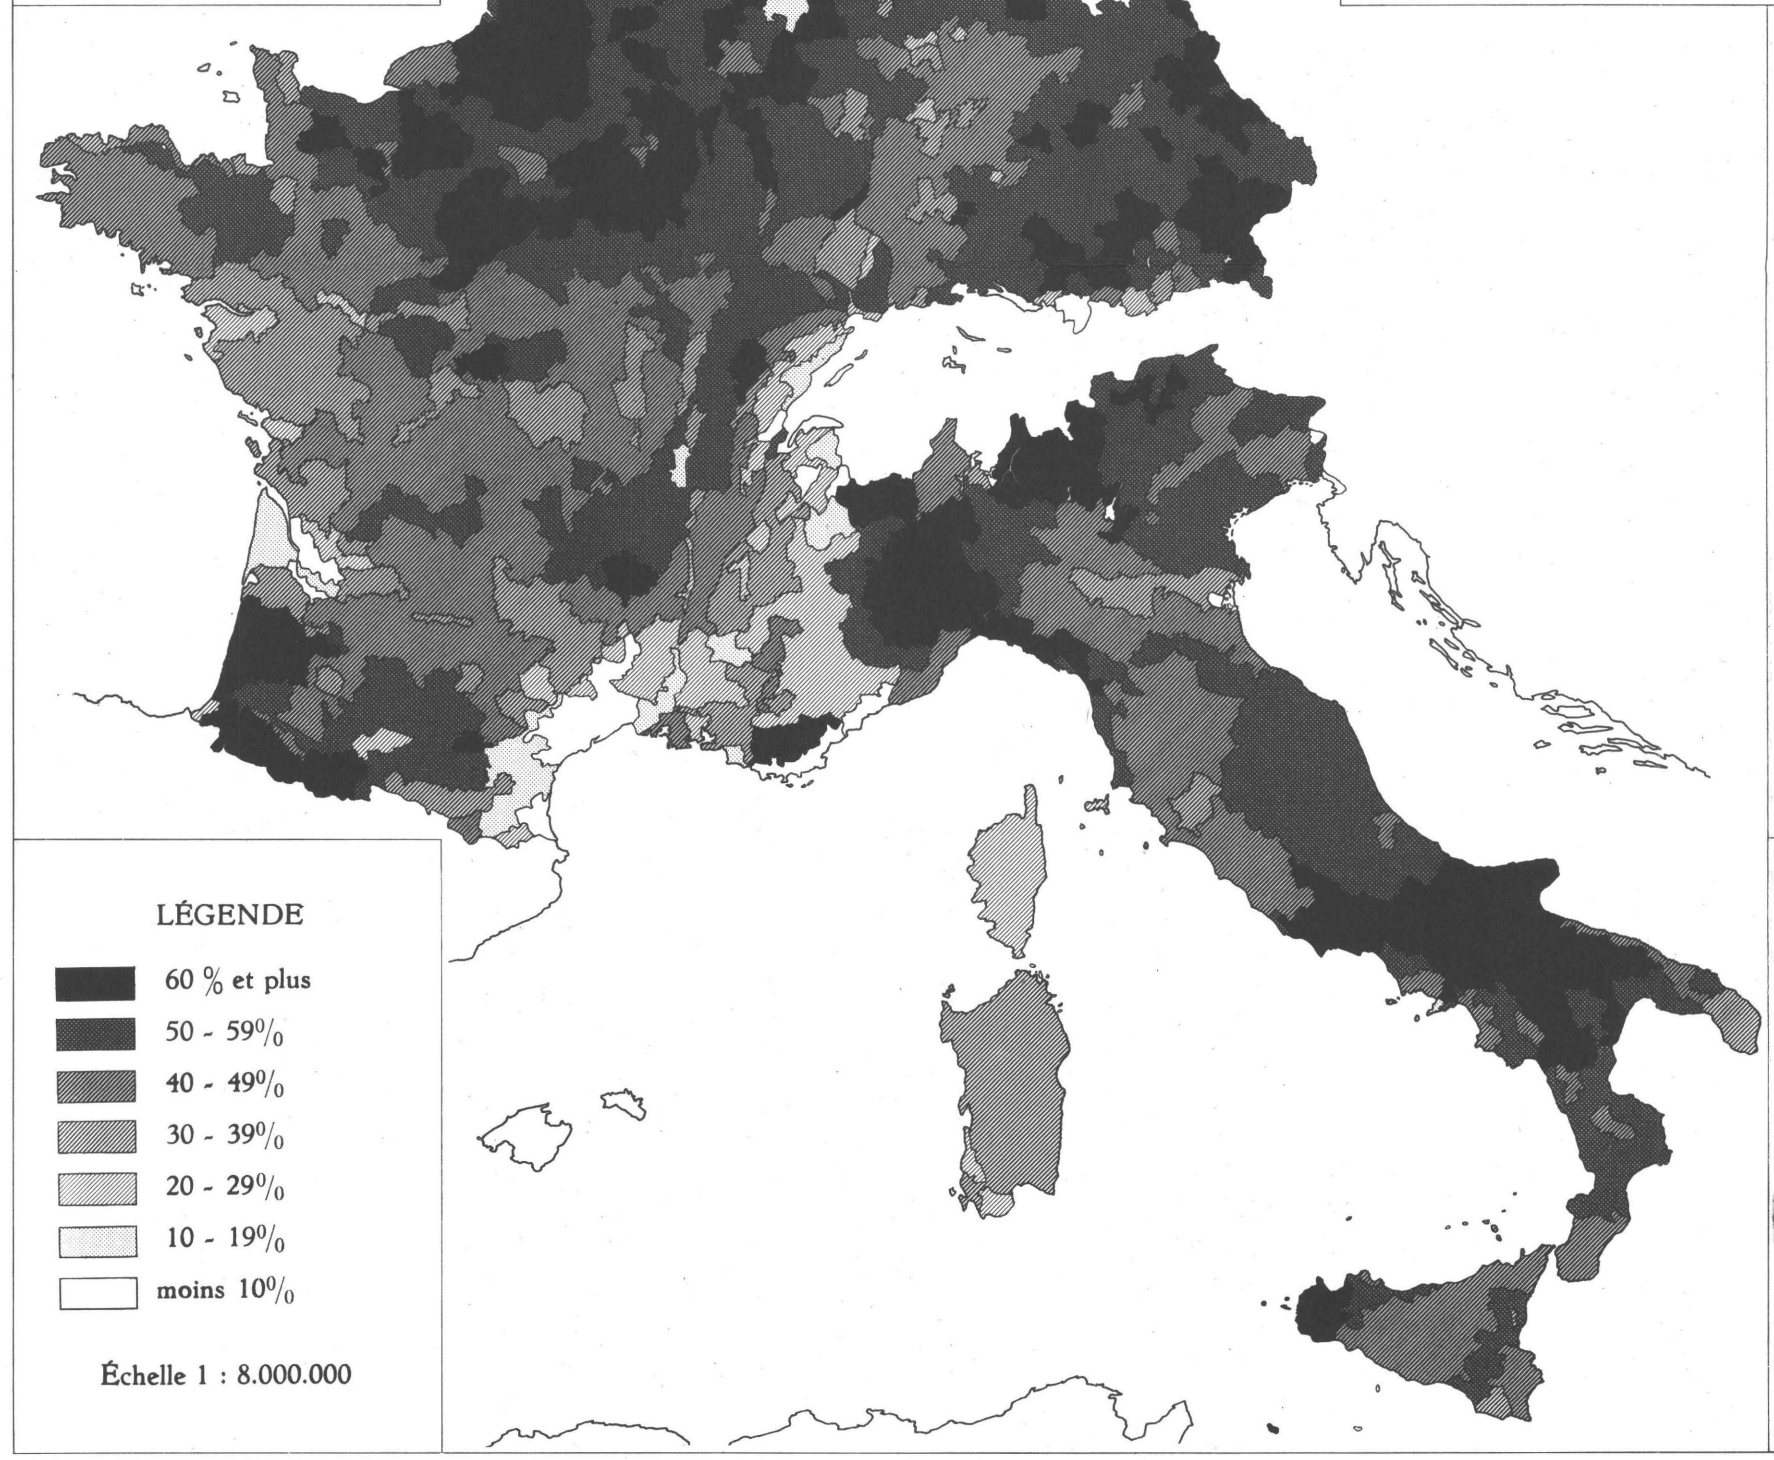 LÉGENDE
60 % et plus
50 - 59%
40 - 49%
30 - 39%
20 - 29%
10 - 19%
moins 10%
Échelle 1 : 8.000.000